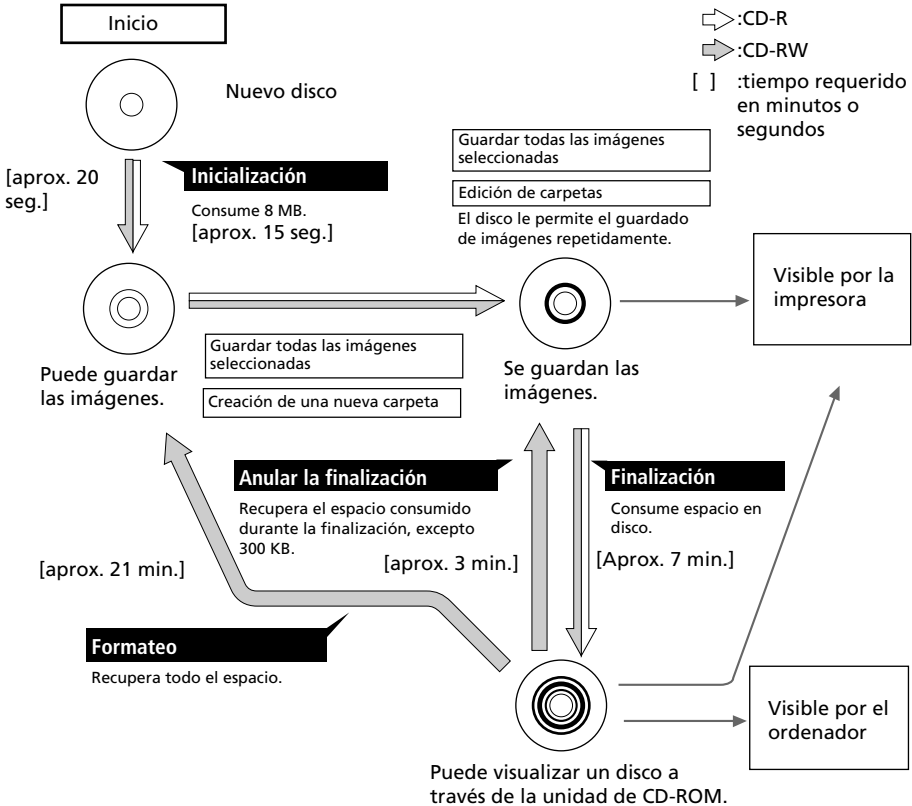 Inicio
:CD-R
:CD-RW
[ ] :tiempo requerido
en minutos o
segundos
Nuevo disco
[aprox. 20
seg.]
Inicialización
Consume 8 MB.
[aprox. 15 seg.]
Guardar todas las imágenes
seleccionadas
Edición de carpetas
El disco le permite el guardado
de imágenes repetidamente.
Visible por la
impresora
Puede guardar
las imágenes.
Guardar todas las imágenes
seleccionadas
Creación de una nueva carpeta
Se guardan las
imágenes.
Anular la finalización
Recupera el espacio consumido
durante la finalización, excepto
300 KB.
[aprox. 3 min.]
Finalización
Consume espacio en
disco.
[Aprox. 7 min.]
[aprox. 21 min.]
Formateo
Recupera todo el espacio.
Visible por el
ordenador
Puede visualizar un disco a
través de la unidad de CD-ROM.